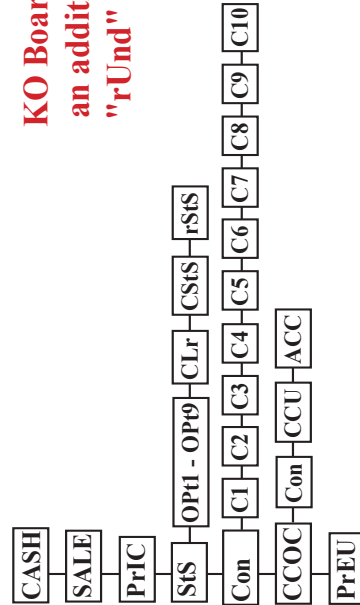 KO Boar
an addit
"rUnd"
CASH
SALE
PrIC
StS OPt1 - OPt9 CLr CStS rStS
Con C1 C2 C3 C4 C5 C6 C7 C8 C9 C10
CCOC Con CCU ACC
PrEU